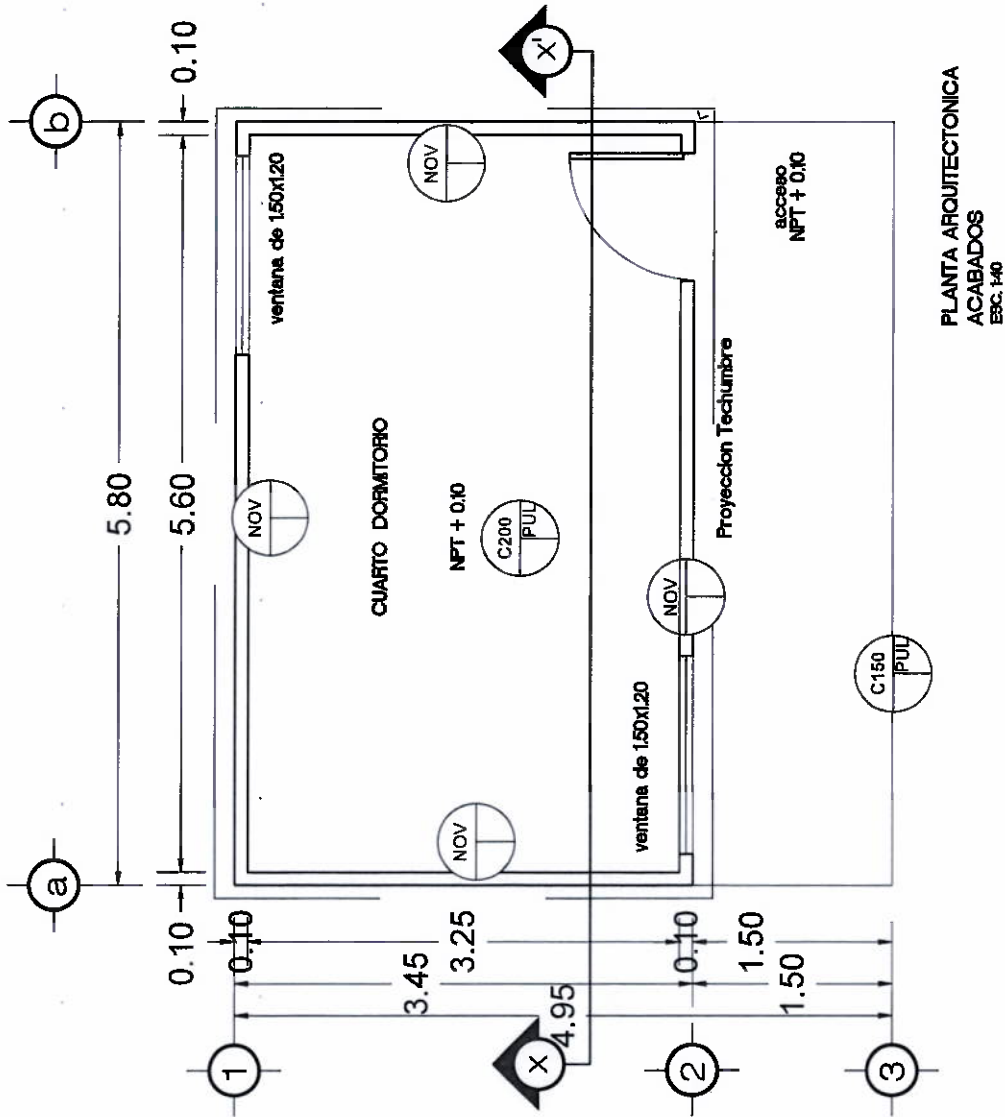 b
0.10
5.80
5.60
a
0.10
ventana de 1.50x1.20
NOV
NOV
CUARTO DORMITORIO
NPT + 0.10
C200
PUL
NOV
NOV
ventana de 1.50x1.20
Proyeccion Techumbre
acceso
NPT + 0.10
C150
PUL
X'
X
1
2
3
0.10
3.25
0.10
1.50
3.45
1.50
4.95
PLANTA ARQUITECTONICA
ACABADOS
ESC. 1:40